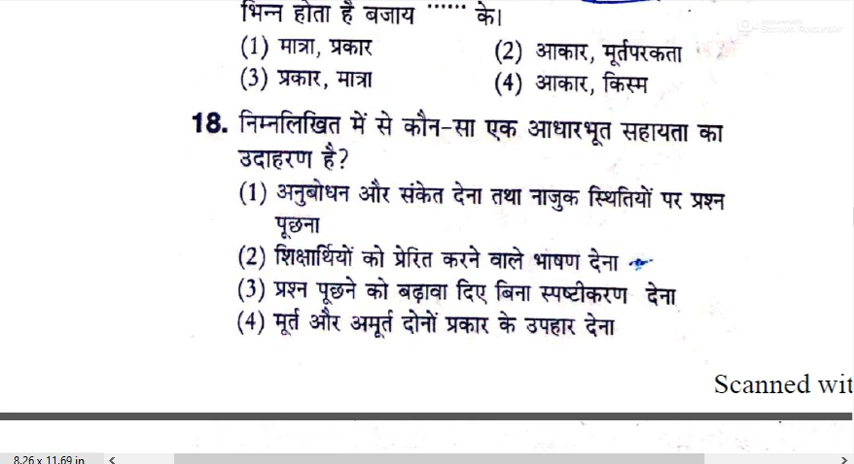 भिन्न होता है बजाय ...... के।
(1) मात्रा, प्रकार (2) आकार, मूर्तपरकता
(3) प्रकार, मात्रा (4) आकार, किस्म
18. निम्नलिखित में से कौन-सा एक आधारभूत सहायता का
उदाहरण है?
(1) अनुबोधन और संकेत देना तथा नाजुक स्थितियों पर प्रश्न
पूछना
(2) शिक्षार्थियों को प्रेरित करने वाले भाषण देना
(3) प्रश्न पूछने को बढ़ावा दिए बिना स्पष्टीकरण देना
(4) मूर्त और अमूर्त दोनों प्रकार के उपहार देना
Scanned wit
8.26 x 11.69 in